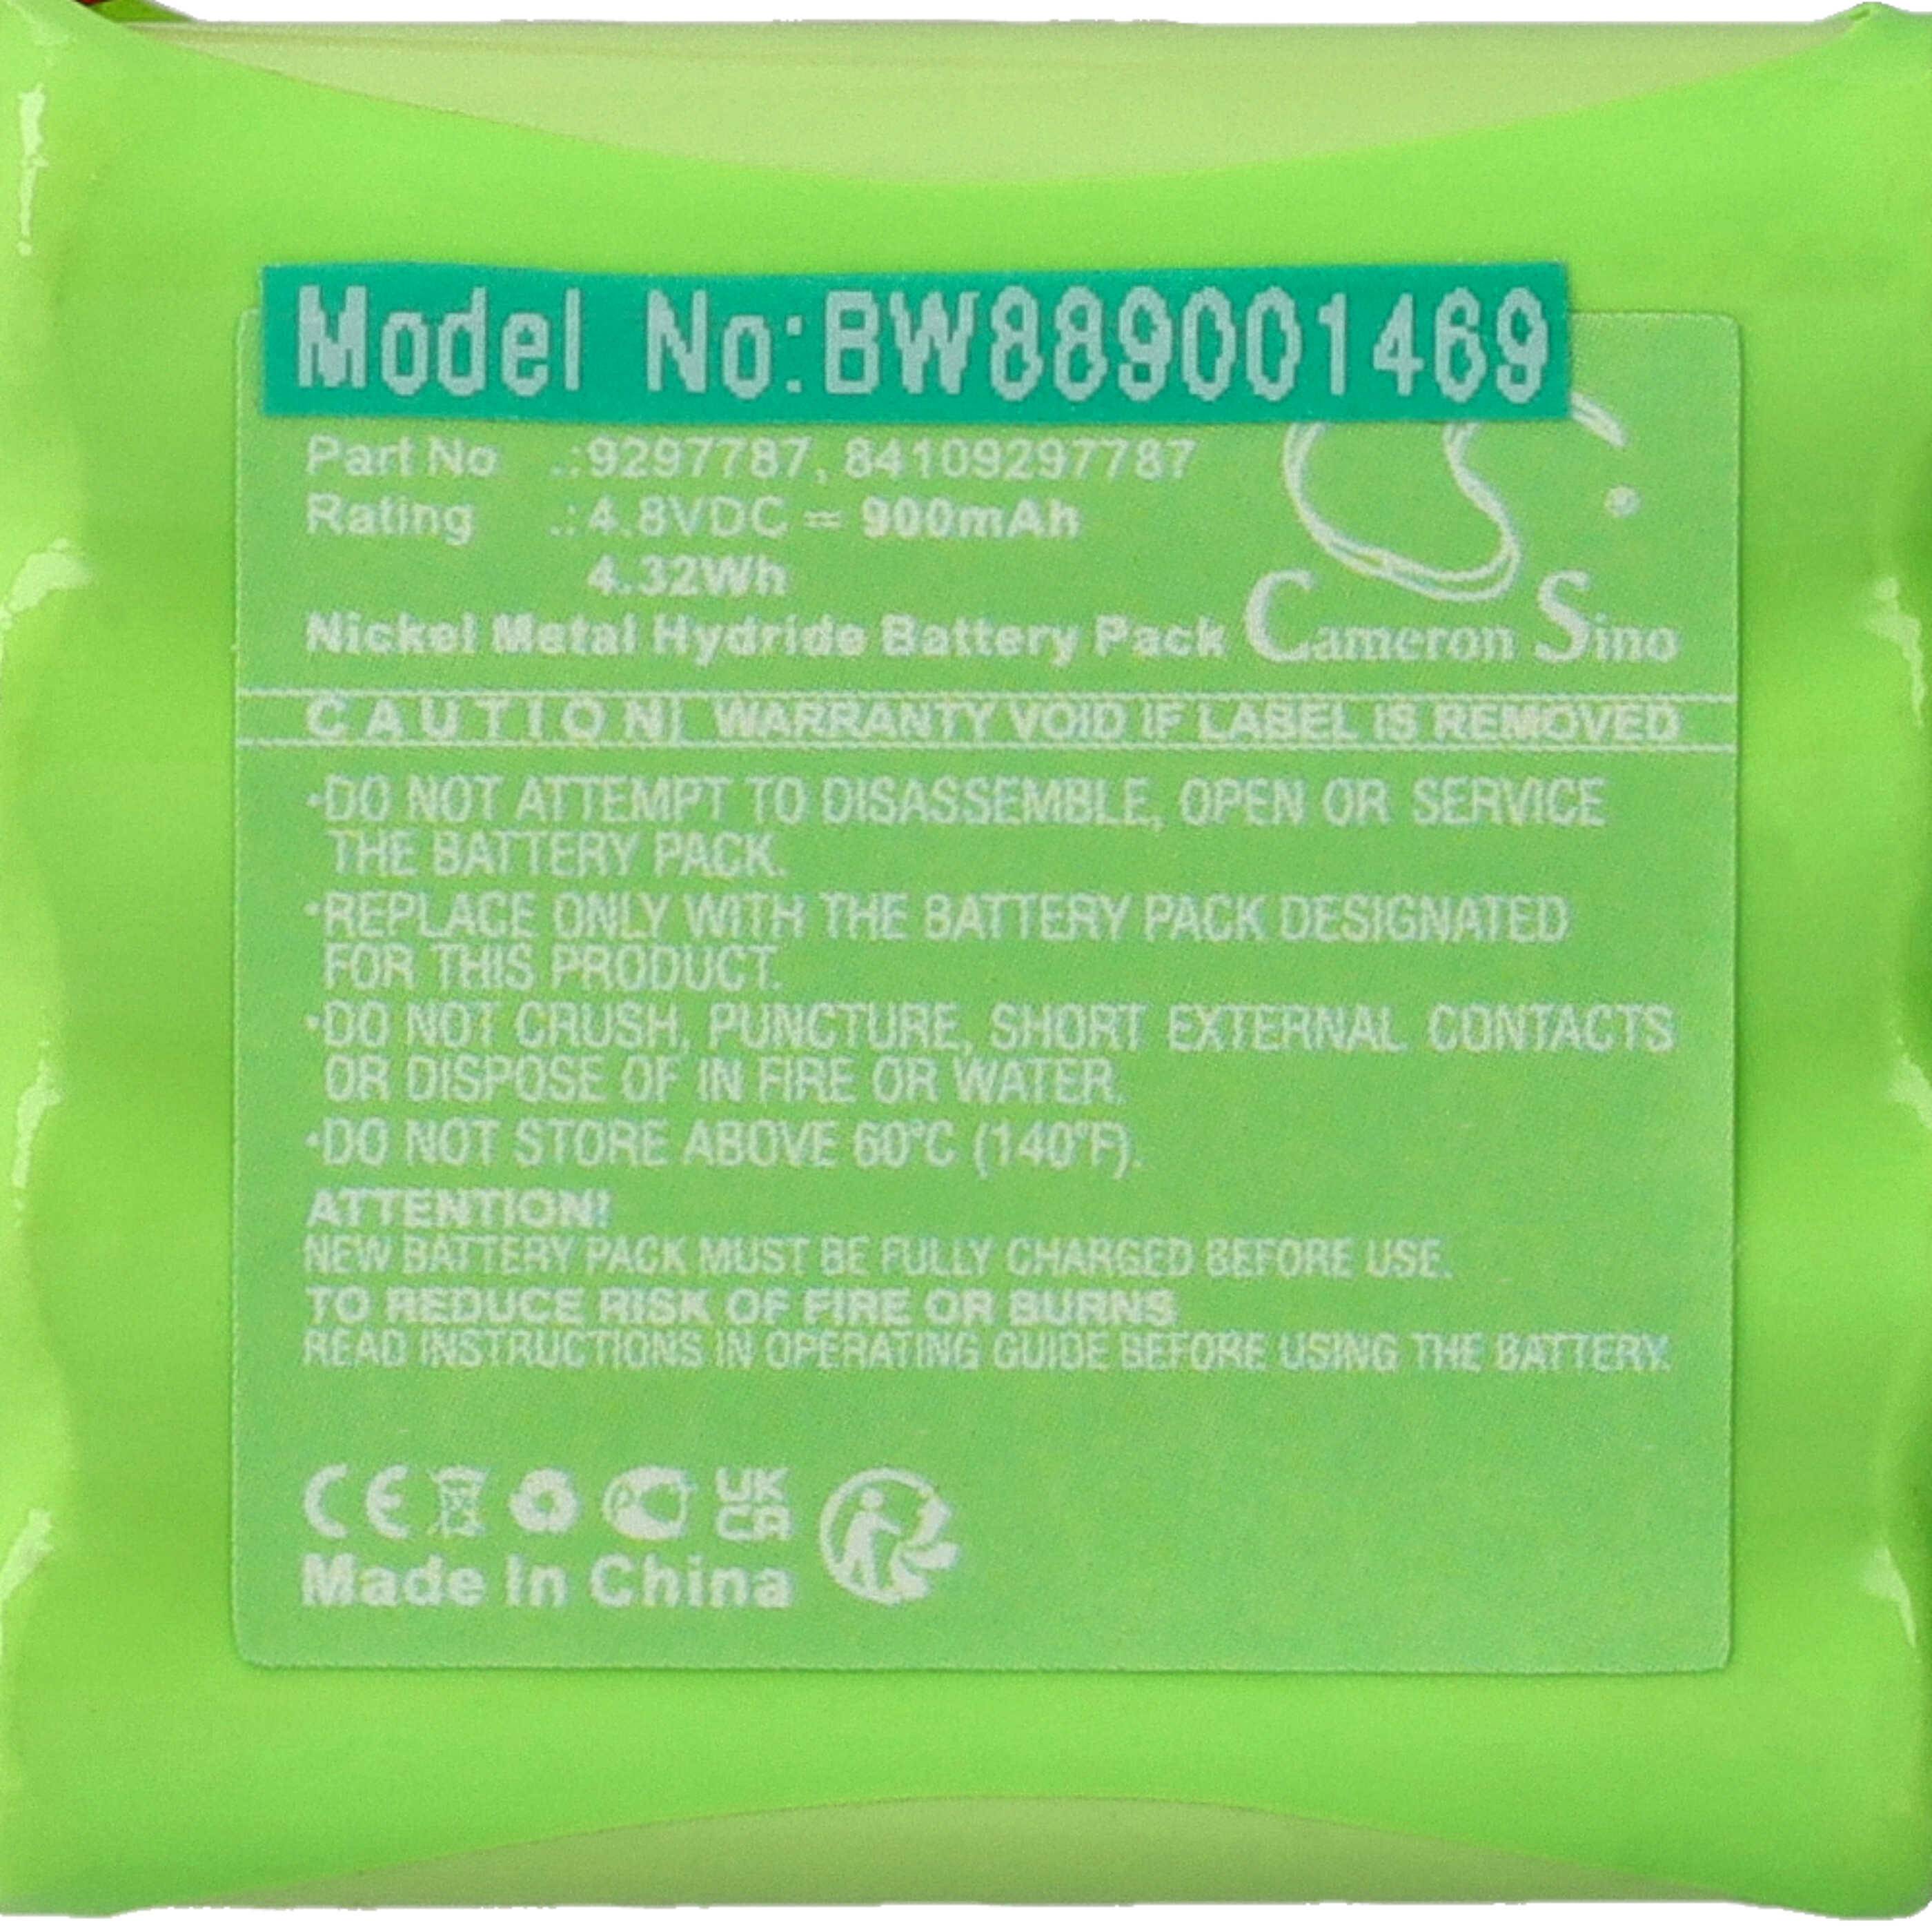 Model No:BW889001469
Part No .:9297787, 84109297787
Rating .:4.8VDC = 900mAh
4.32Wh
Nickel Metal Hydride Battery Pack
Cameron Sino
CAUTION! WARRANTY VOID IF LABEL IS REMOVED
•DO NOT ATTEMPT TO DISASSEMBLE, OPEN OR SERVICE
THE BATTERY PACK.
•REPLACE ONLY WITH THE BATTERY PACK DESIGNATED
FOR THIS PRODUCT.
•DO NOT CRUSH, PUNCTURE, SHORT EXTERNAL CONTACTS
OR DISPOSE OF IN FIRE OR WATER.
•DO NOT STORE ABOVE 60°C (140°F).
ATTENTION!
NEW BATTERY PACK MUST BE FULLY CHARGED BEFORE USE.
TO REDUCE RISK OF FIRE OR BURNS
READ INSTRUCTIONS IN OPERATING GUIDE BEFORE USING THE BATTERY.
CE UK
CA
Made In China